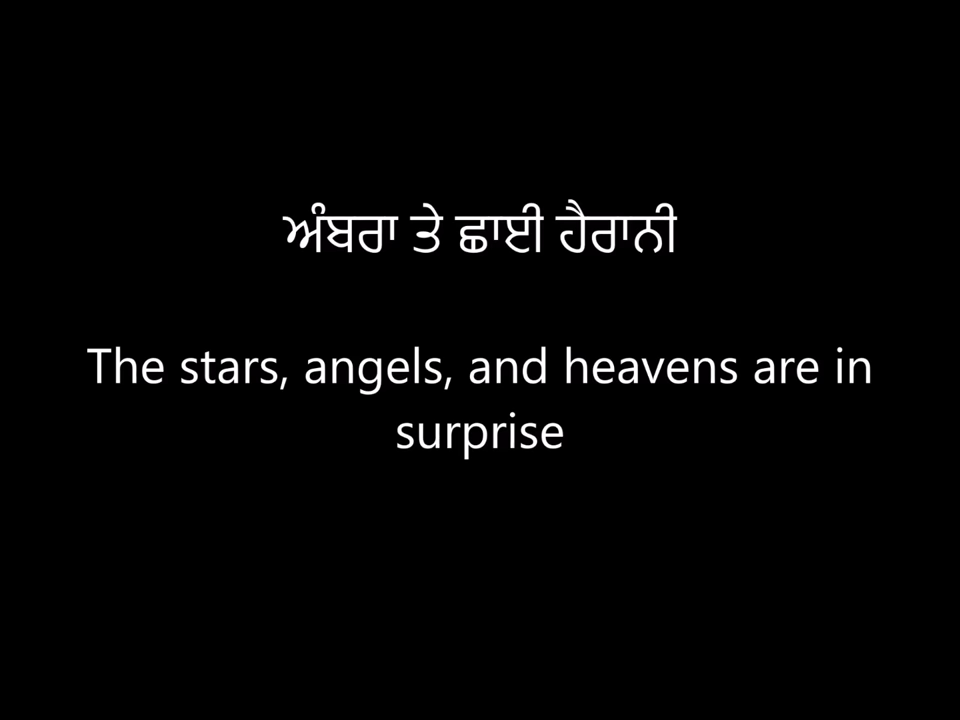 ਅੰਬਰਾ ਤੇ ਛਾਈ ਹੈਰਾਨੀ
The stars, angels, and heavens are in
surprise